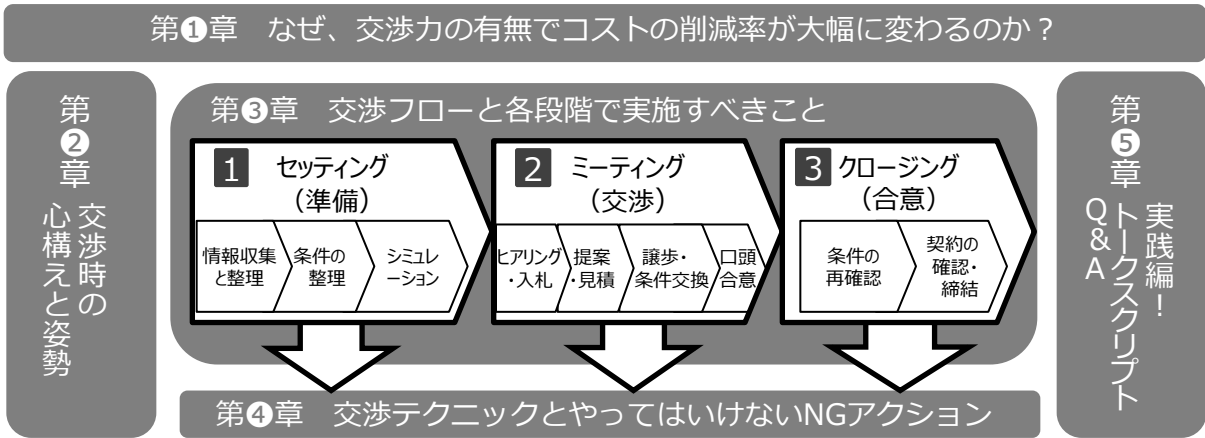 第❶章　なぜ、交渉力の有無でコストの削減率が大幅に変わるのか？
第❷章　交渉時の
心構えと姿勢
第❸章　交渉フローと各段階で実施すべきこと
1 セッティング
（準備）
情報収集
と整理
条件の
整理
シミュレ
ーション
2 ミーティング
（交渉）
ヒアリング
・入札
提案
・見積
譲歩・
条件交換
口頭
合意
3 クロージング
（合意）
条件の
再確認
契約の
確認・
締結
第❹章　交渉テクニックとやってはいけないNGアクション
第❺章　実践編！
トークスクリプト
Q&A